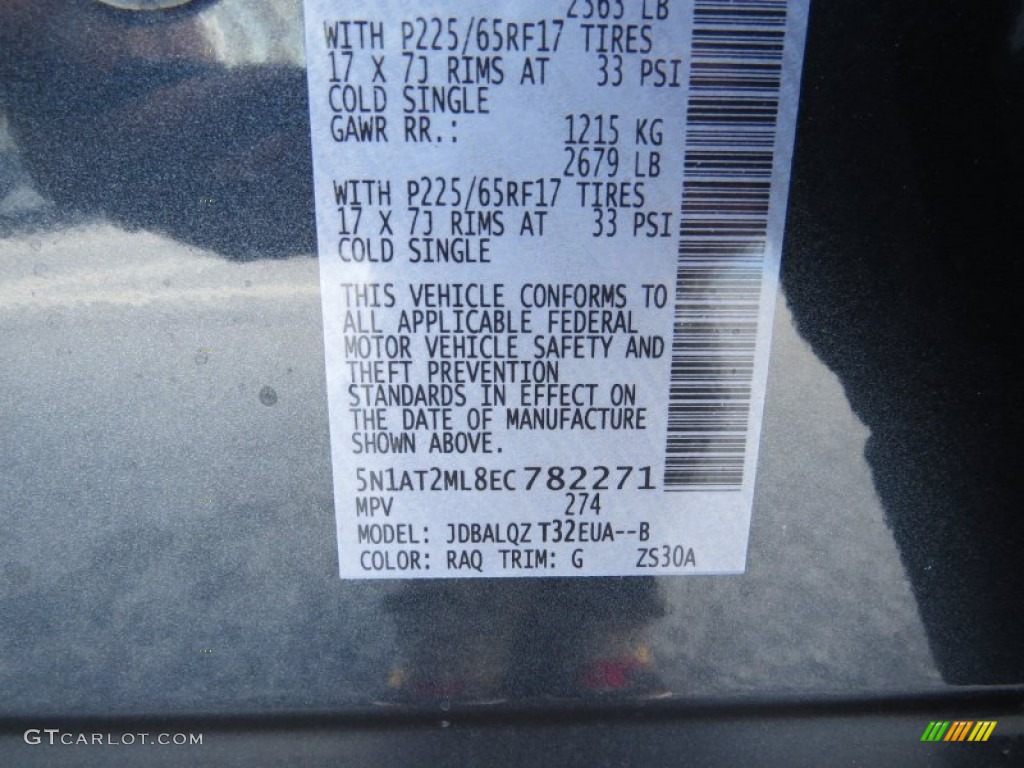 2363 LB
WITH P225/65RF17 TIRES
17 X 7J RIMS AT 33 PSI
COLD SINGLE
GAWR RR.: 1215 KG
2679 LB
WITH P225/65RF17 TIRES
17 X 7J RIMS AT 33 PSI
COLD SINGLE
THIS VEHICLE CONFORMS TO
ALL APPLICABLE FEDERAL
MOTOR VEHICLE SAFETY AND
THEFT PREVENTION
STANDARDS IN EFFECT ON
THE DATE OF MANUFACTURE
SHOWN ABOVE.
5N1AT2ML8EC782271
MPV 274
MODEL: JDBALQZ T32EUA--B
COLOR: RAQ TRIM: G ZS30A
GTCARLOT.COM